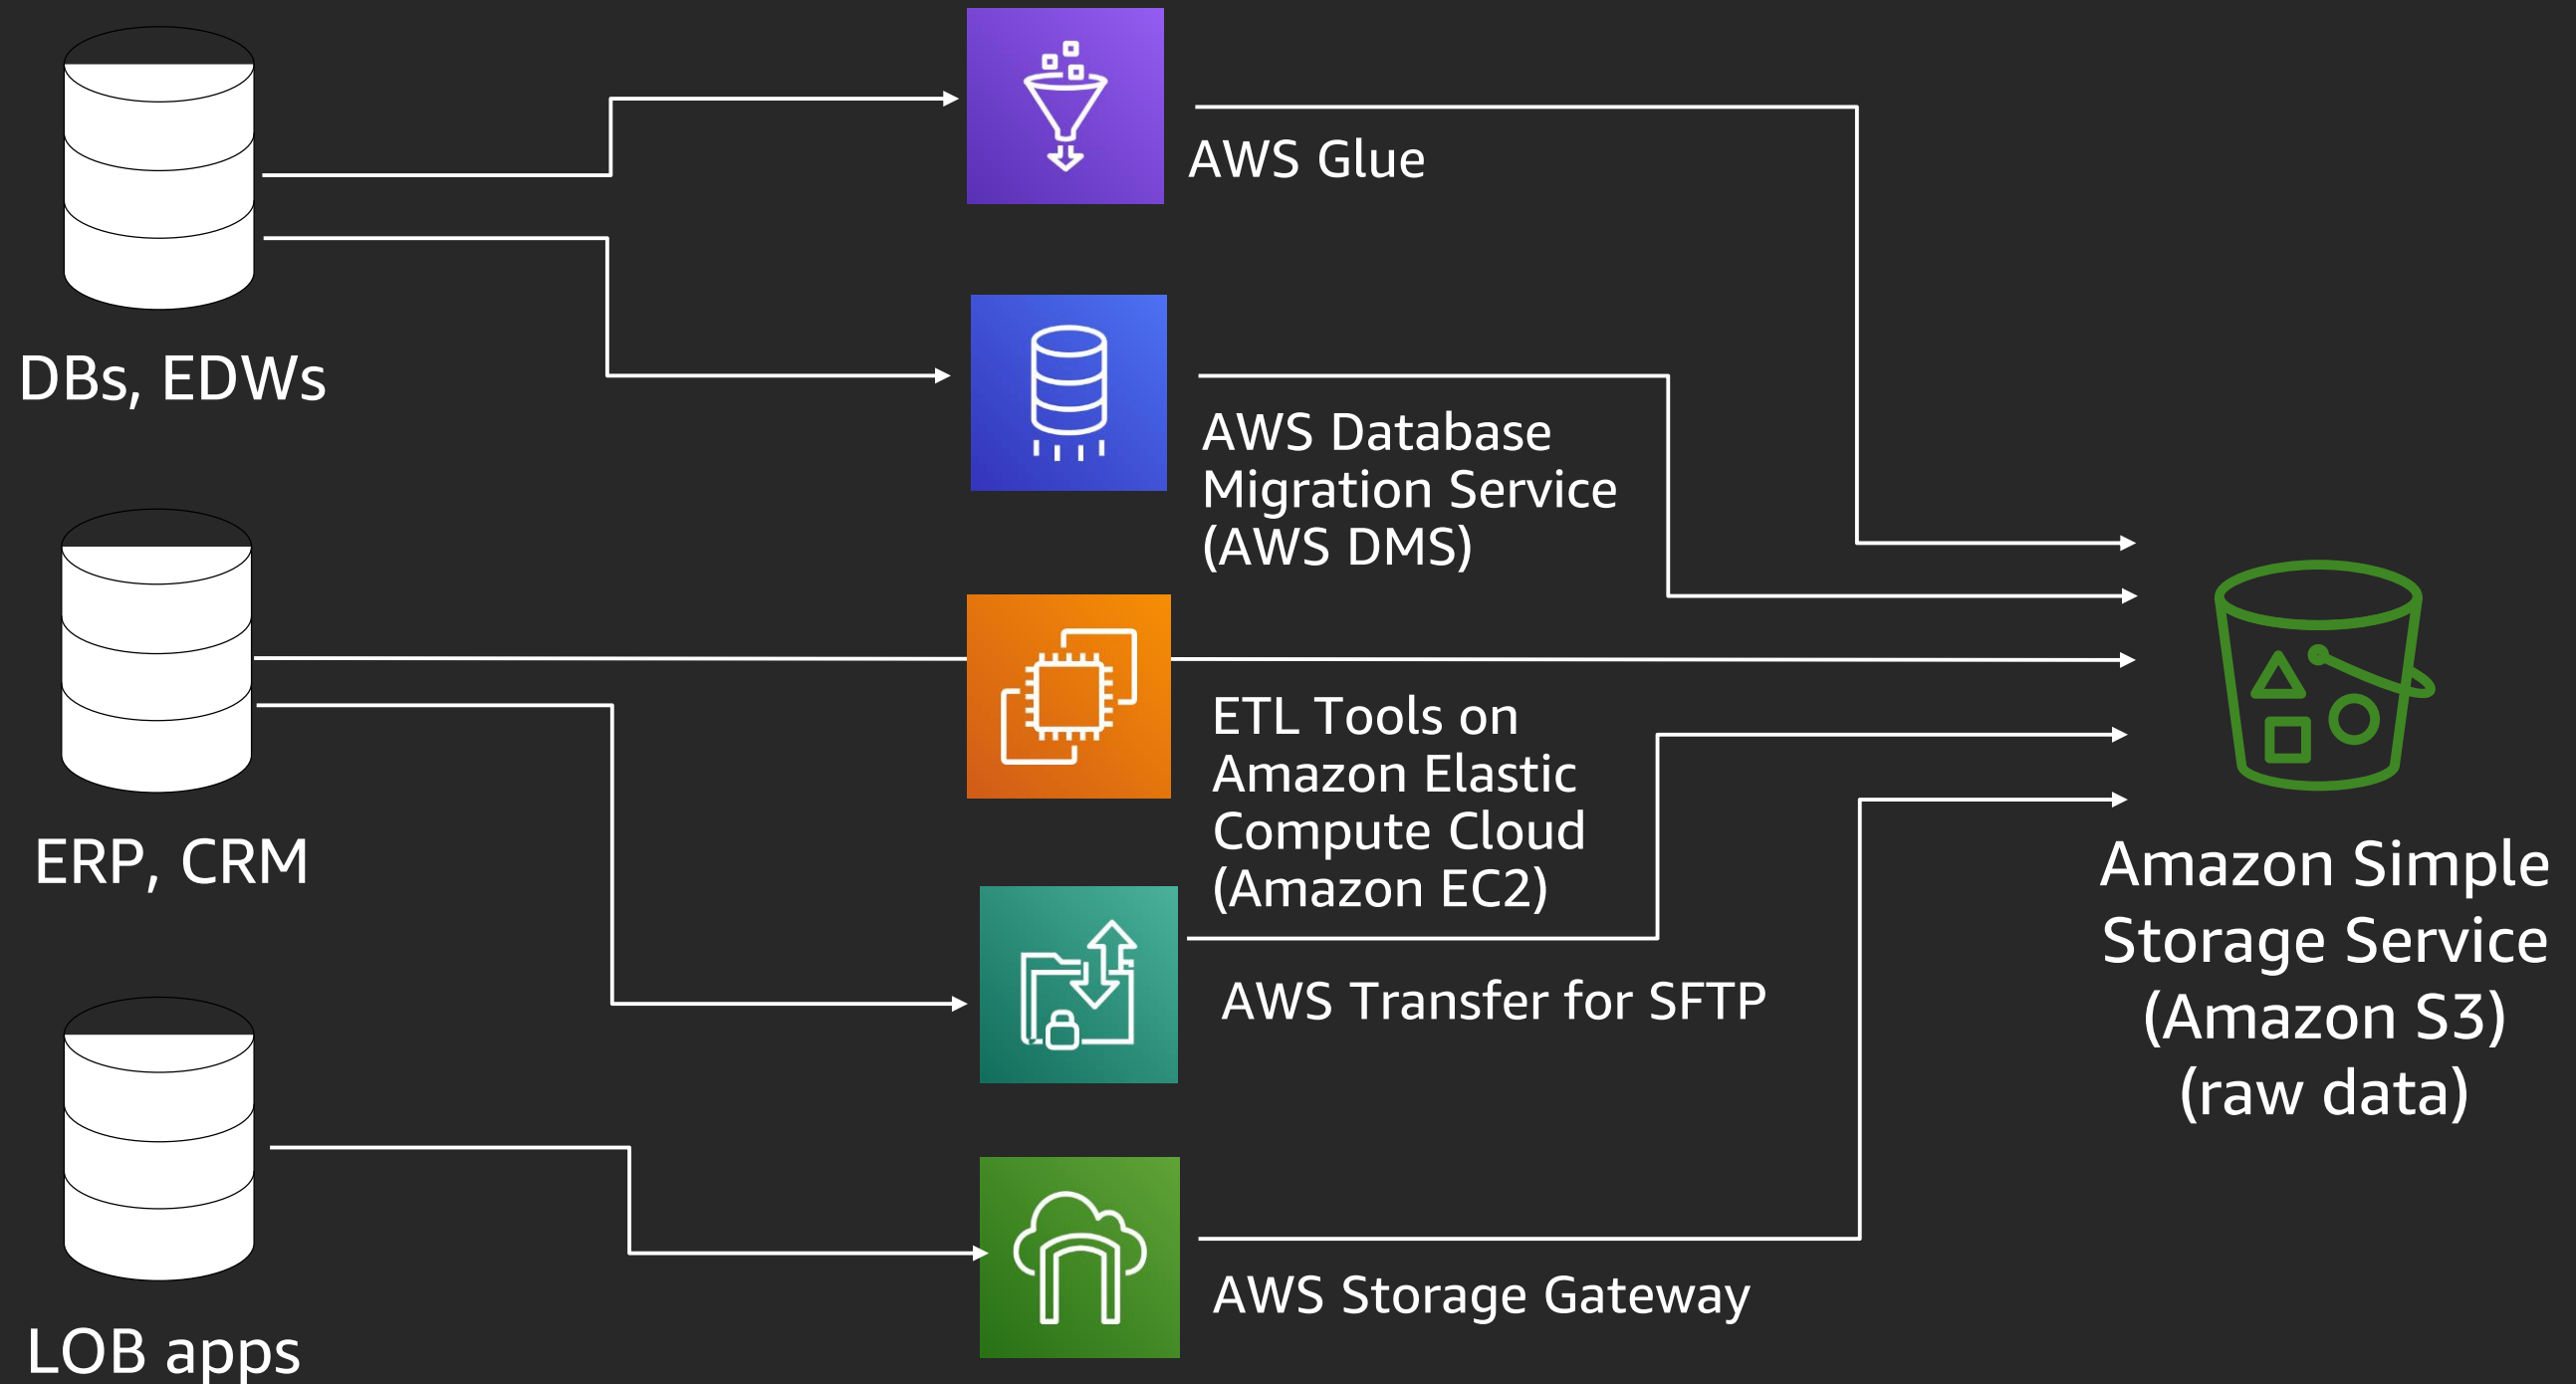 AWS Glue
DBs, EDWs
AWS Database
Migration Service
(AWS DMS)
ETL Tools on
Amazon Elastic
Compute Cloud
(Amazon EC2)
ERP, CRM
AWS Transfer for SFTP
AWS Storage Gateway
LOB apps
Amazon Simple
Storage Service
(Amazon S3)
(raw data)